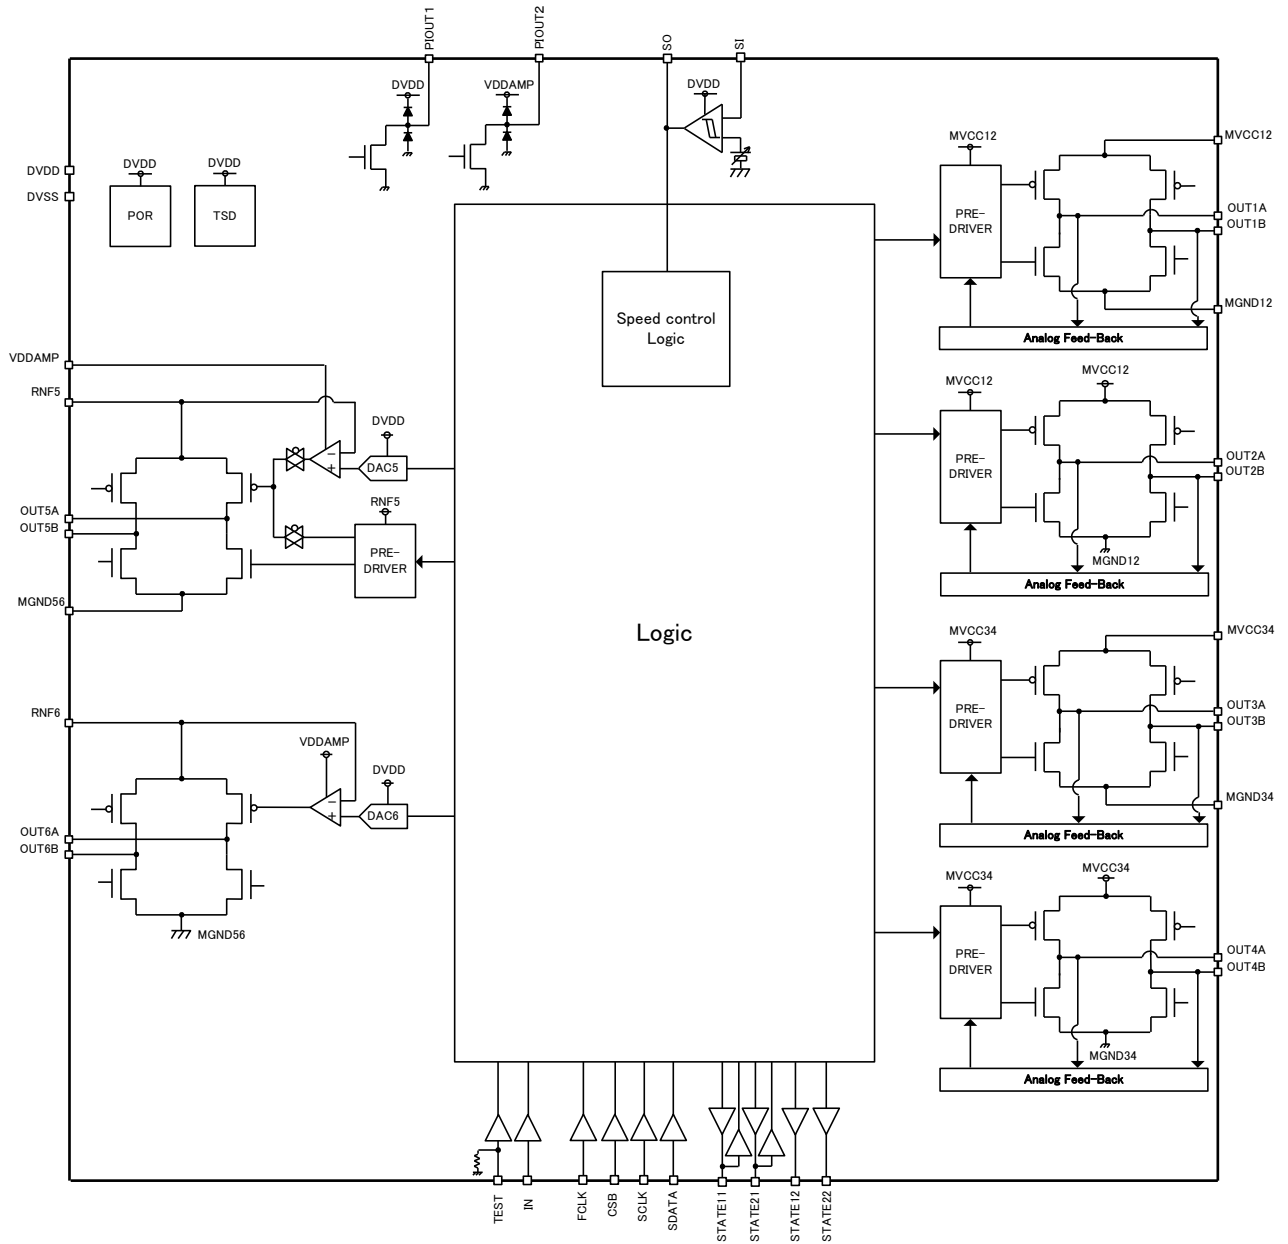 PIOUT1
PIOUT2
SO
SI
DVDD
VDDAMP
DVDD
MVCC12
MVCC12
DVDD
DVSS
DVDD
DVDD
POR
TSD
PRE-
DRIVER
OUT1A
OUT1B
MGND12
Speed control
Logic
Analog Feed-Back
VDDAMP
RNF5
MVCC12
MVCC12
DVDD
DAC5
PRE-
DRIVER
OUT2A
OUT2B
RNF5
OUT5A
OUT5B
PRE-
DRIVER
MGND12
Analog Feed-Back
MGND56
Logic
MVCC34
MVCC34
RNF6
PRE-
DRIVER
OUT3A
OUT3B
VDDAMP
DVDD
DAC6
MGND34
OUT6A
OUT6B
Analog Feed-Back
MVCC34
MVCC34
MGND56
PRE-
DRIVER
OUT4A
OUT4B
MGND34
Analog Feed-Back
TEST
IN
FCLK
CSB
SCLK
SDATA
STATE11
STATE21
STATE12
STATE22